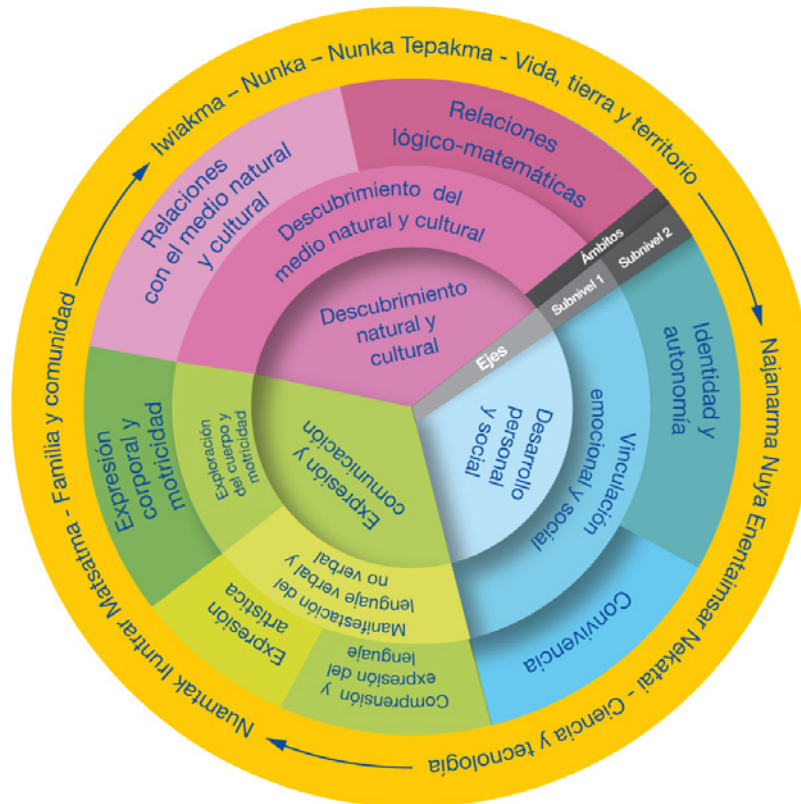 Iwiakma – Nunka – Nunka Tepakma - Vida, tierra y territorio
Najanarma Nuya Enentaimsar Nekatai - Ciencia y tecnología
Nuamtak Iruntrar Matsatma - Familia y comunidad
Relaciones
lógico-matemáticas
Relaciones
con el medio natural
y cultural
Descubrimiento del
medio natural y cultural
Descubrimiento
natural y
cultural
Ámbitos
Subnivel 2
Subnivel 1
Ejes
Identidad y
autonomía
Vinculación
emocional y social
Desarrollo
personal
y social
Convivencia
Expresión y
comunicación
Exploración
del cuerpo y
motricidad
Expresión
corporal y
motricidad
Manifestación del
lenguaje verbal y
no verbal
Expresión
artística
Comprensión y
expresión del
lenguaje